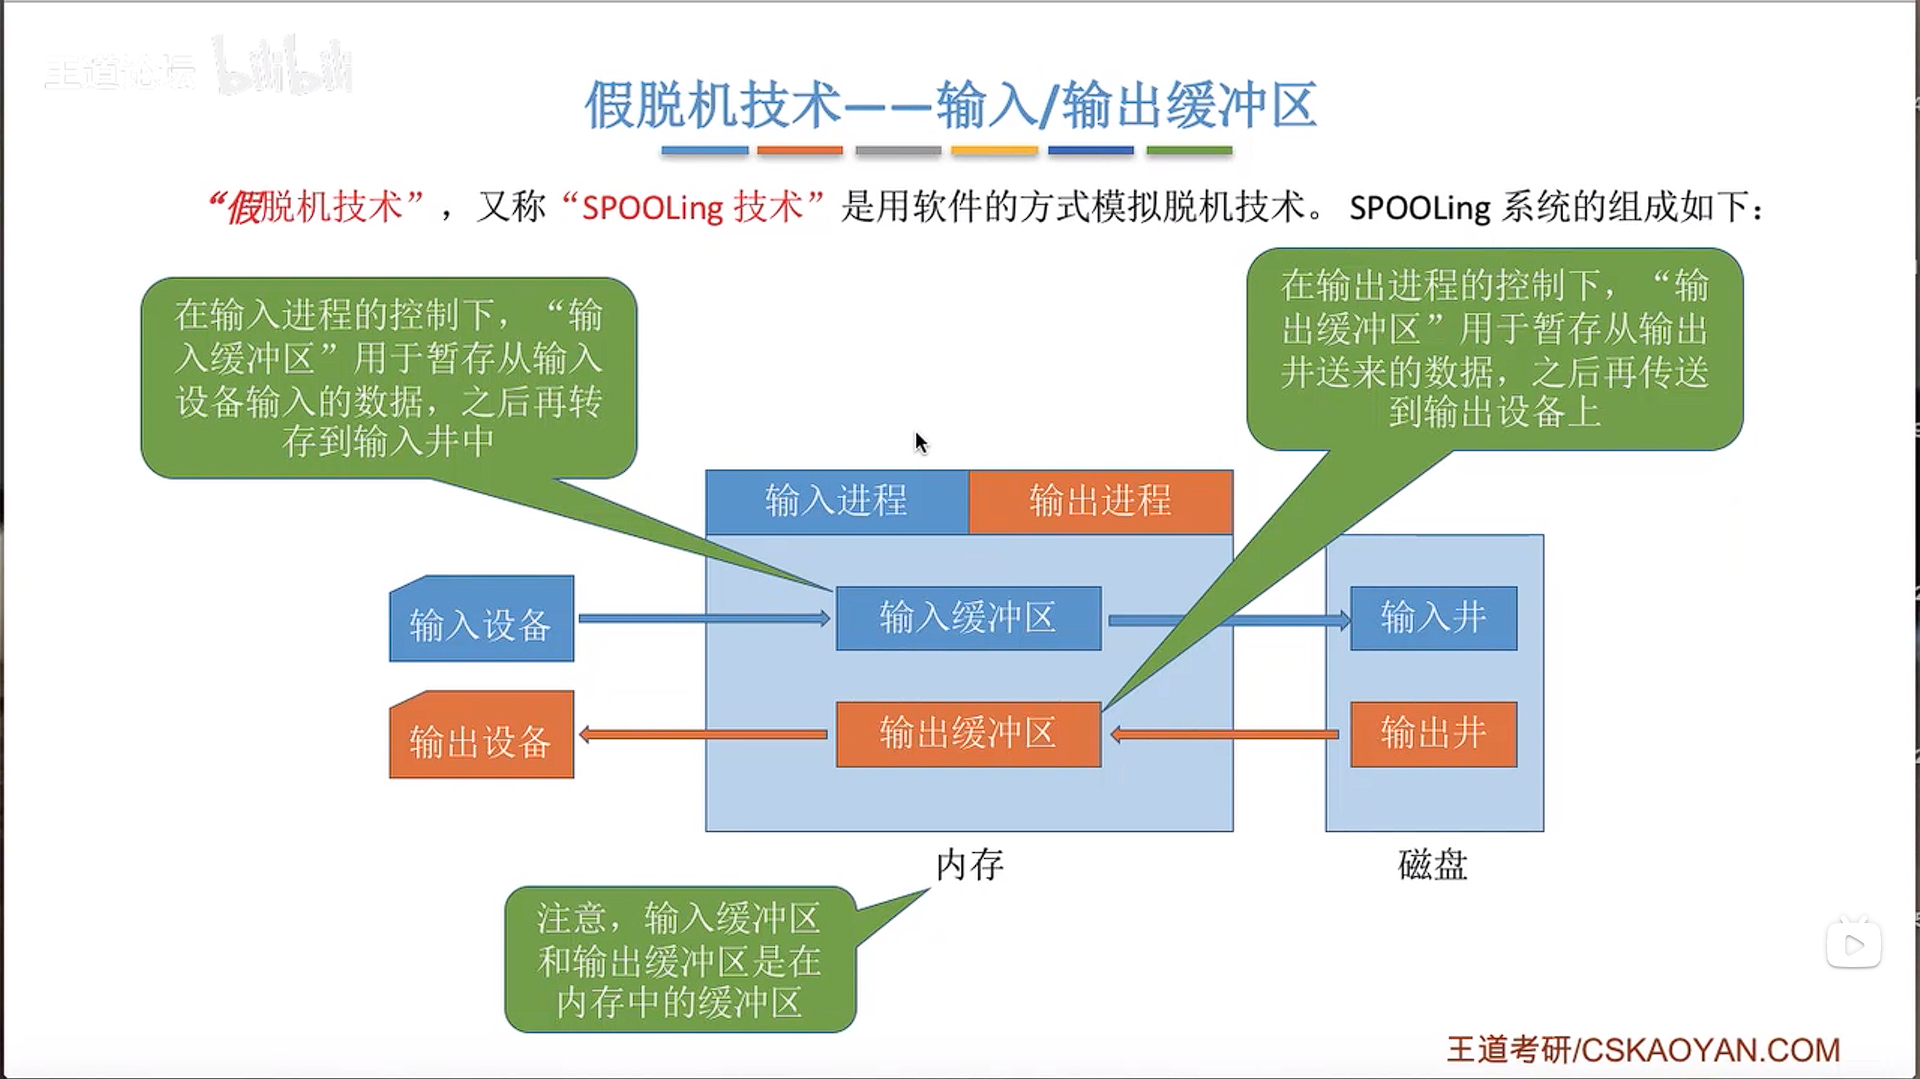 王道论坛 bilibili
假脱机技术——输入/输出缓冲区
“假脱机技术”，又称“SPOOLing 技术”是用软件的方式模拟脱机技术。SPOOLing 系统的组成如下：
在输入进程的控制下，“输
入缓冲区”用于暂存从输入
设备输入的数据，之后再转
存到输入井中
在输出进程的控制下，“输
出缓冲区”用于暂存从输出
井送来的数据，之后再传送
到输出设备上
输入进程
输出进程
输入设备
输入缓冲区
输入井
输出设备
输出缓冲区
输出井
内存
磁盘
注意，输入缓冲区
和输出缓冲区是在
内存中的缓冲区
王道考研/CSKAOYAN.COM